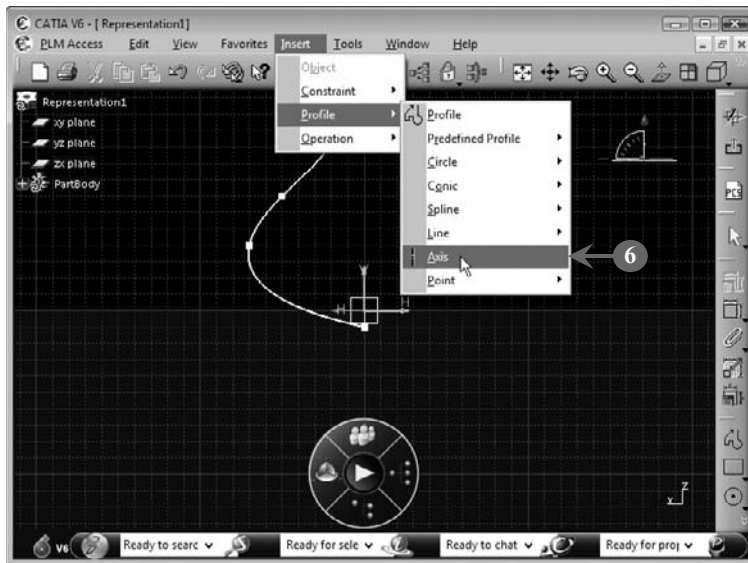 CATIA V6 - [ Representation1]
PLM Access Edit View Favorites Insert Tools Window Help
Object
Constraint
Profile
Operation
Profile
Predefined Profile
Circle
Conic
Spline
Line
Axis
Point
6
Representation1
xy plane
yz plane
zx plane
PartBody
PCS
V
H
H
z
x
V6
Ready to searc
Ready for sele
Ready to chat
Ready for prop